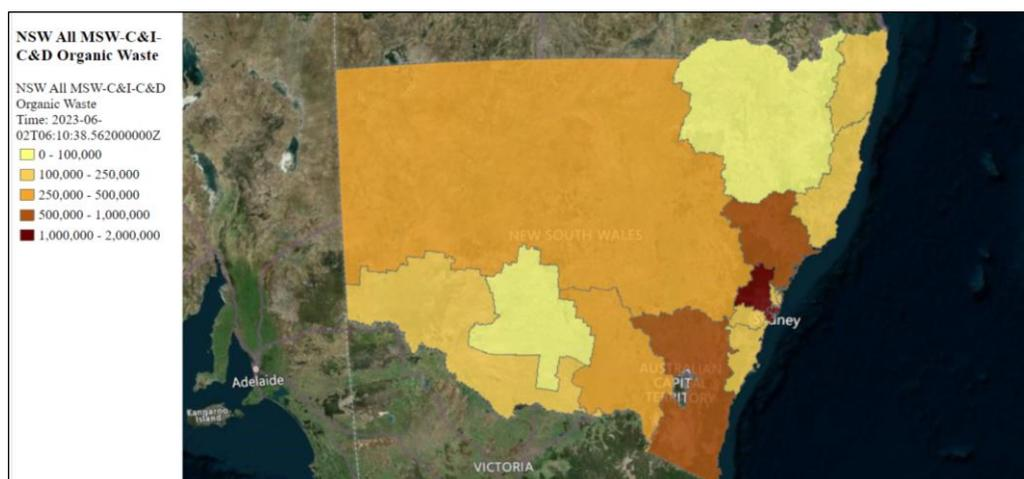 NSW All MSW-C&I-
C&D Organic Waste
NSW All MSW-C&I-C&D
Organic Waste
Time: 2023-06-
02T06:10:38.562000000Z
0 - 100,000
100,000 - 250,000
250,000 - 500,000
500,000 - 1,000,000
1,000,000 - 2,000,000
NEW SOUTH WALES
Sydney
AUSTRALIAN
CAPITAL
TERRITORY
Adelaide
Kangaroo
Island
VICTORIA